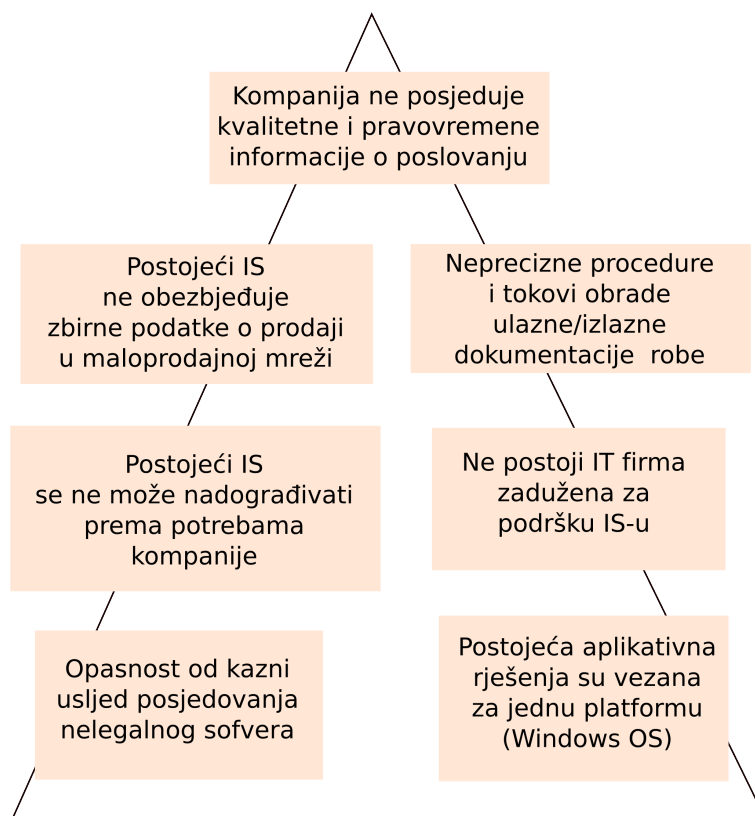 Kompanija ne posjeduje
kvalitetne i pravovremene
informacije o poslovanju
Postojeći IS
ne obezbjeđuje
zbirne podatke o prodaji
u maloprodajnoj mreži
Neprecizne procedure
i tokovi obrade
ulazne/izlazne
dokumentacije  robe
Postojeći IS
se ne može nadograđivati
prema potrebama
kompanije
Ne postoji IT firma
zadužena za
podršku IS-u
Opasnost od kazni
usljed posjedovanja
nelegalnog sofvera
Postojeća aplikativna
rješenja su vezana
za jednu platformu
(Windows OS)